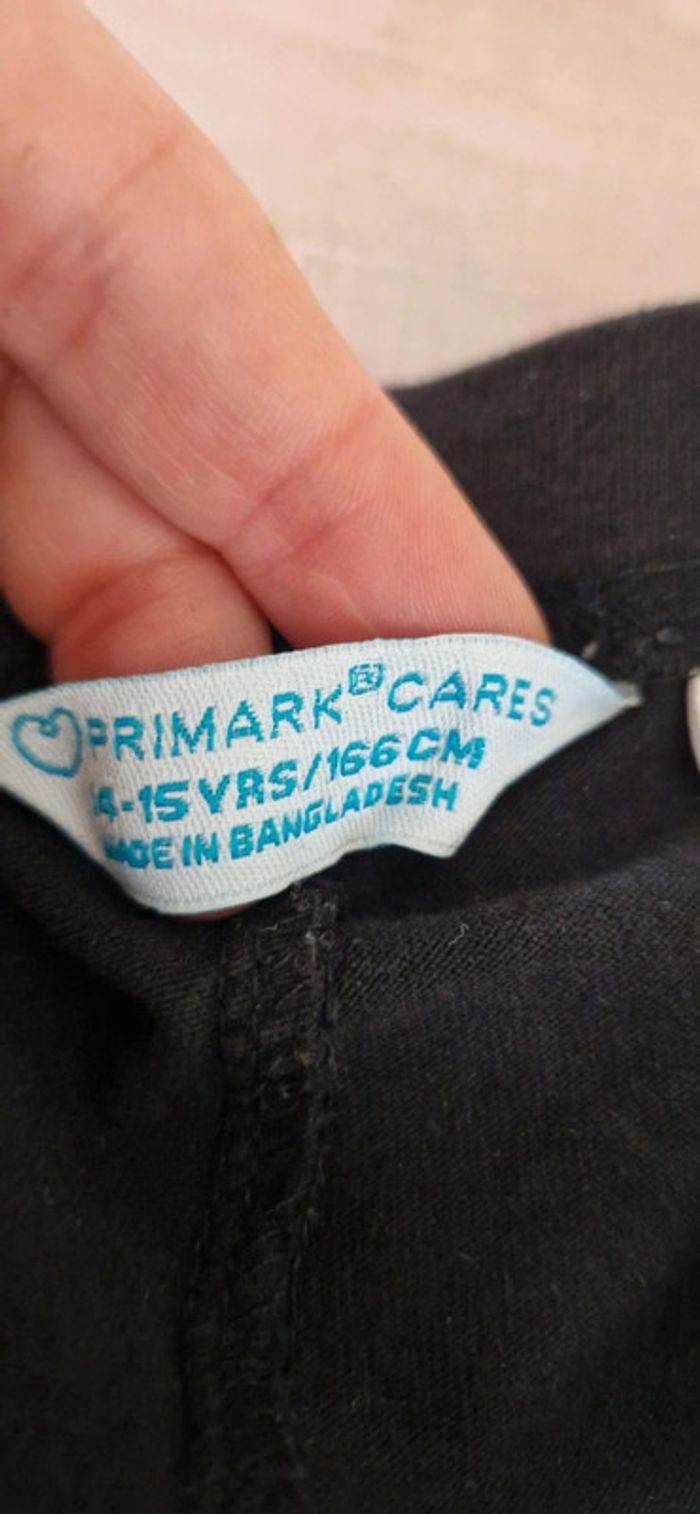 PRIMARK® CARES
14-15 YRS/166 CM
MADE IN BANGLADESH